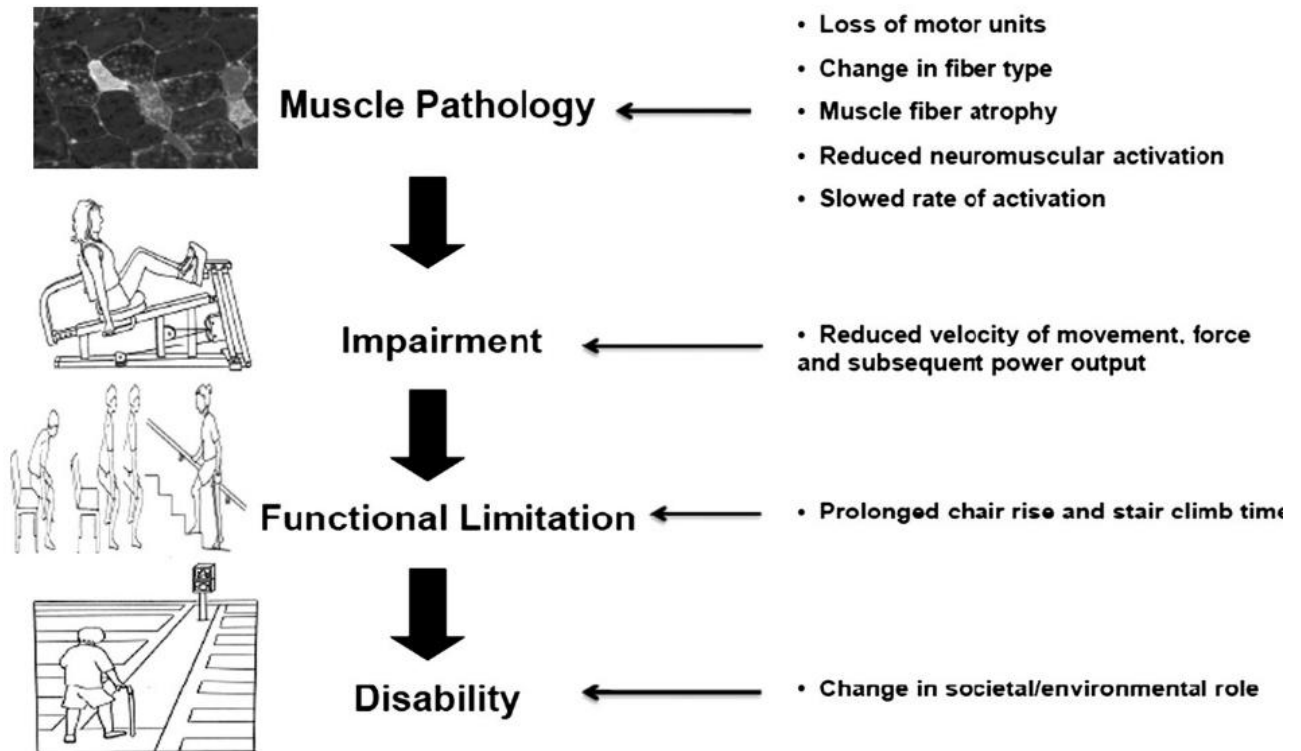 • Loss of motor units
• Change in fiber type
Muscle Pathology
• Muscle fiber atrophy
• Reduced neuromuscular activation
• Slowed rate of activation
Impairment
• Reduced velocity of movement, force
and subsequent power output
Functional Limitation
• Prolonged chair rise and stair climb time
Disability
• Change in societal/environmental role